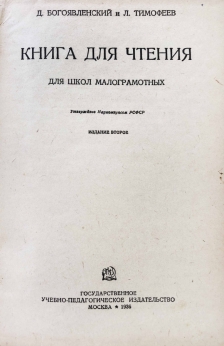 Д. БОГОЯВЛЕНСКИЙ и Л. ТИМОФЕЕВ
КНИГА ДЛЯ ЧТЕНИЯ
ДЛЯ ШКОЛ МАЛОГРАМОТНЫХ
Утверждено Наркомпросом РСФСР
ИЗДАНИЕ ВТОРОЕ
ГОСУДАРСТВЕННОЕ
УЧЕБНО-ПЕДАГОГИЧЕСКОЕ ИЗДАТЕЛЬСТВО
МОСКВА * 1936